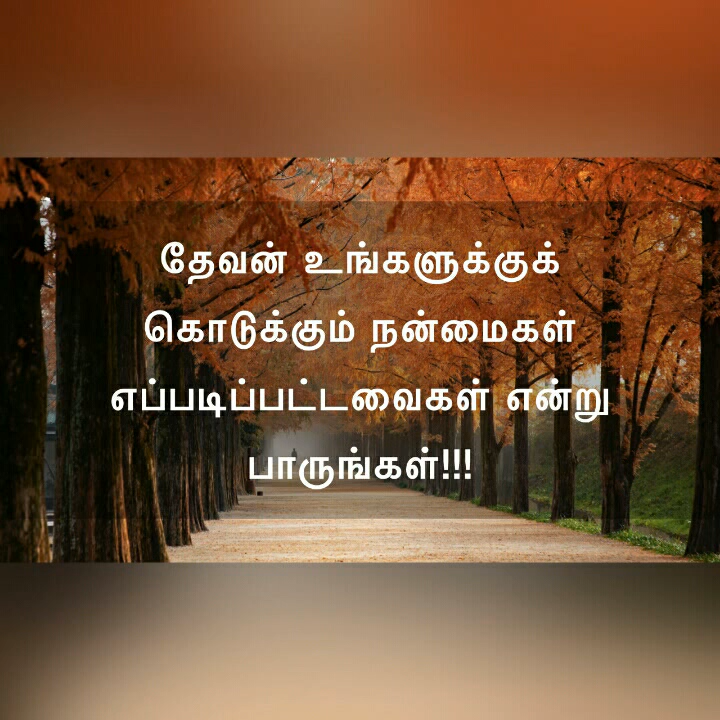 தேவன் உங்களுக்குக்
கொடுக்கும் நன்மைகள்
எப்படிப்பட்டவைகள் என்று
பாருங்கள்!!!